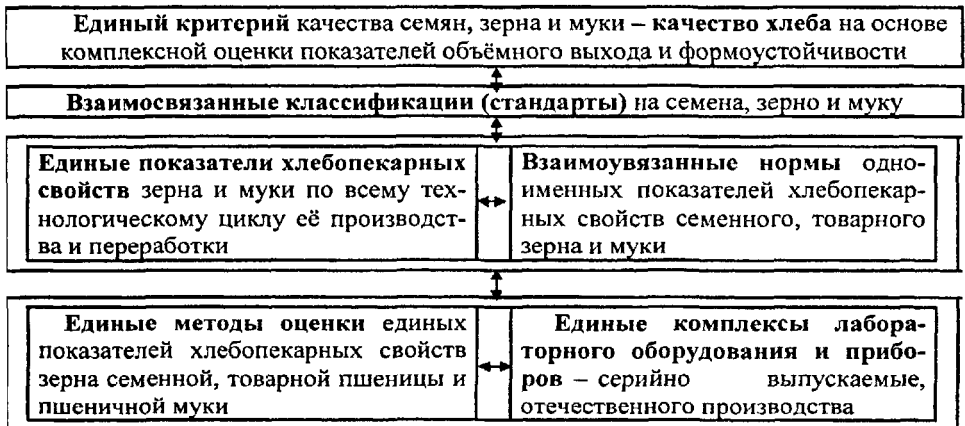 Единый критерий качества семян, зерна и муки – качество хлеба на основе
комплексной оценки показателей объёмного выхода и формоустойчивости
Взаимосвязанные классификации (стандарты) на семена, зерно и муку
Единые показатели хлебопекарных
свойств зерна и муки по всему тех-
нологическому циклу её производст-
ва и переработки
Взаимоувязанные нормы одно-
именных показателей хлебопекар-
ных свойств семенного, товарного
зерна и муки
Единые методы оценки единых
показателей хлебопекарных свойств
зерна семенной, товарной пшеницы и
пшеничной муки
Единые комплексы лабора-
торного оборудования и прибо-
ров – серийно выпускаемые,
отечественного производства